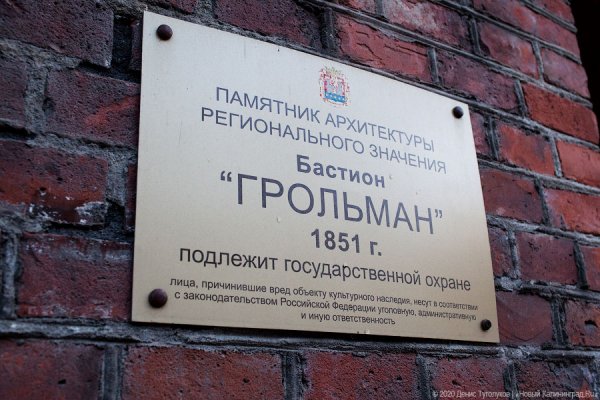 ПАМЯТНИК АРХИТЕКТУРЫ
РЕГИОНАЛЬНОГО ЗНАЧЕНИЯ
Бастион
“ГРОЛЬМАН”
1851 г.
подлежит государственной охране
лица, причинившие вред объекту культурного наследия, несут в соответствии
с законодательством Российской Федерации уголовную, административную
и иную ответственность
© 2020 Денис Туголуков | Новый Калининград.Ru